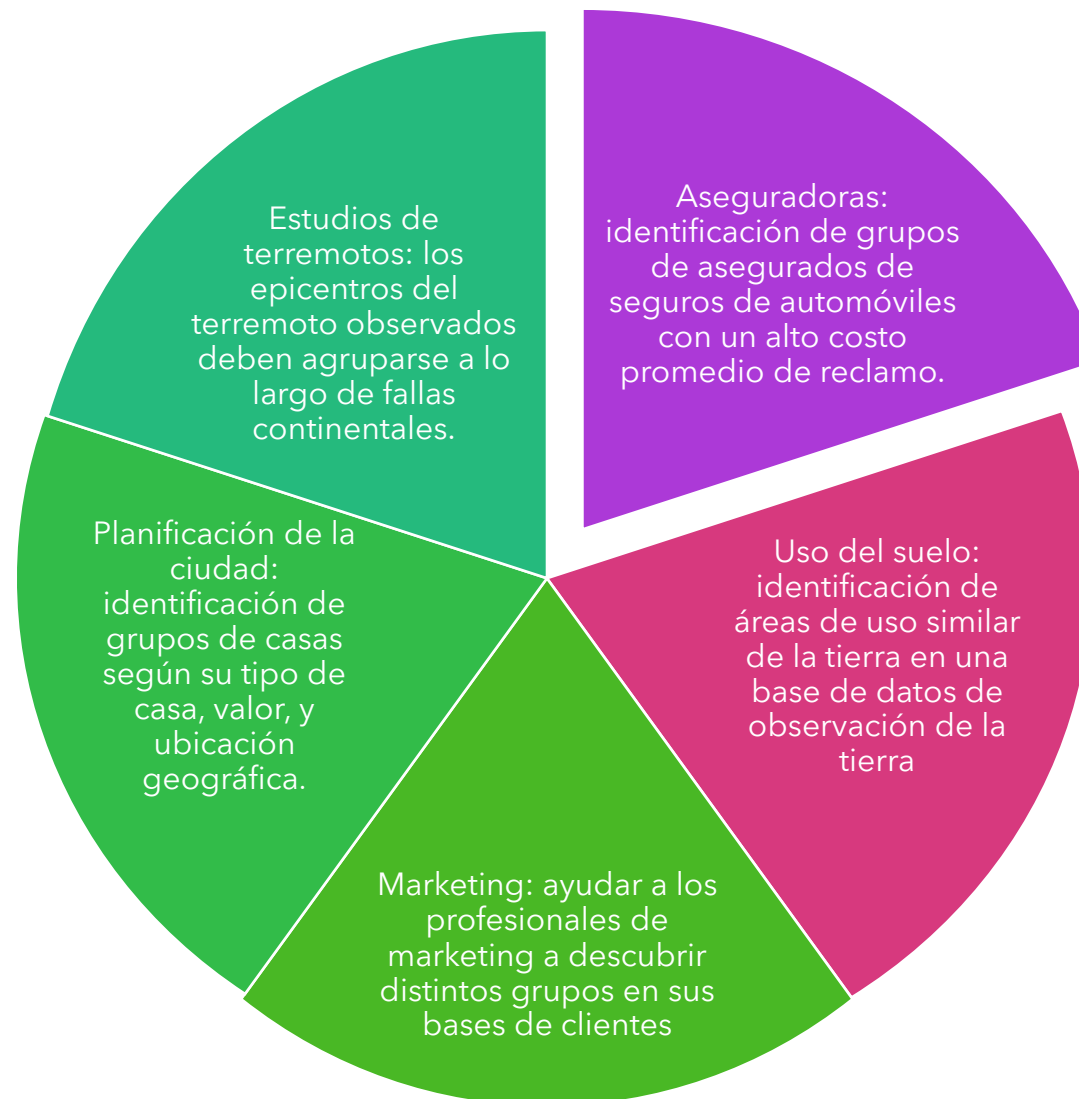 Aseguradoras:
identificación de grupos
de asegurados de
seguros de automóviles
con un alto costo
promedio de reclamo.
Uso del suelo:
identificación de
áreas de uso similar
de la tierra en una
base de datos de
observación de la
tierra
Marketing: ayudar a los
profesionales de
marketing a descubrir
distintos grupos en sus
bases de clientes
Planificación de la
ciudad:
identificación de
grupos de casas
según su tipo de
casa, valor, y
ubicación
geográfica.
Estudios de
terremotos: los
epicentros del
terremoto observados
deben agruparse a lo
largo de fallas
continentales.